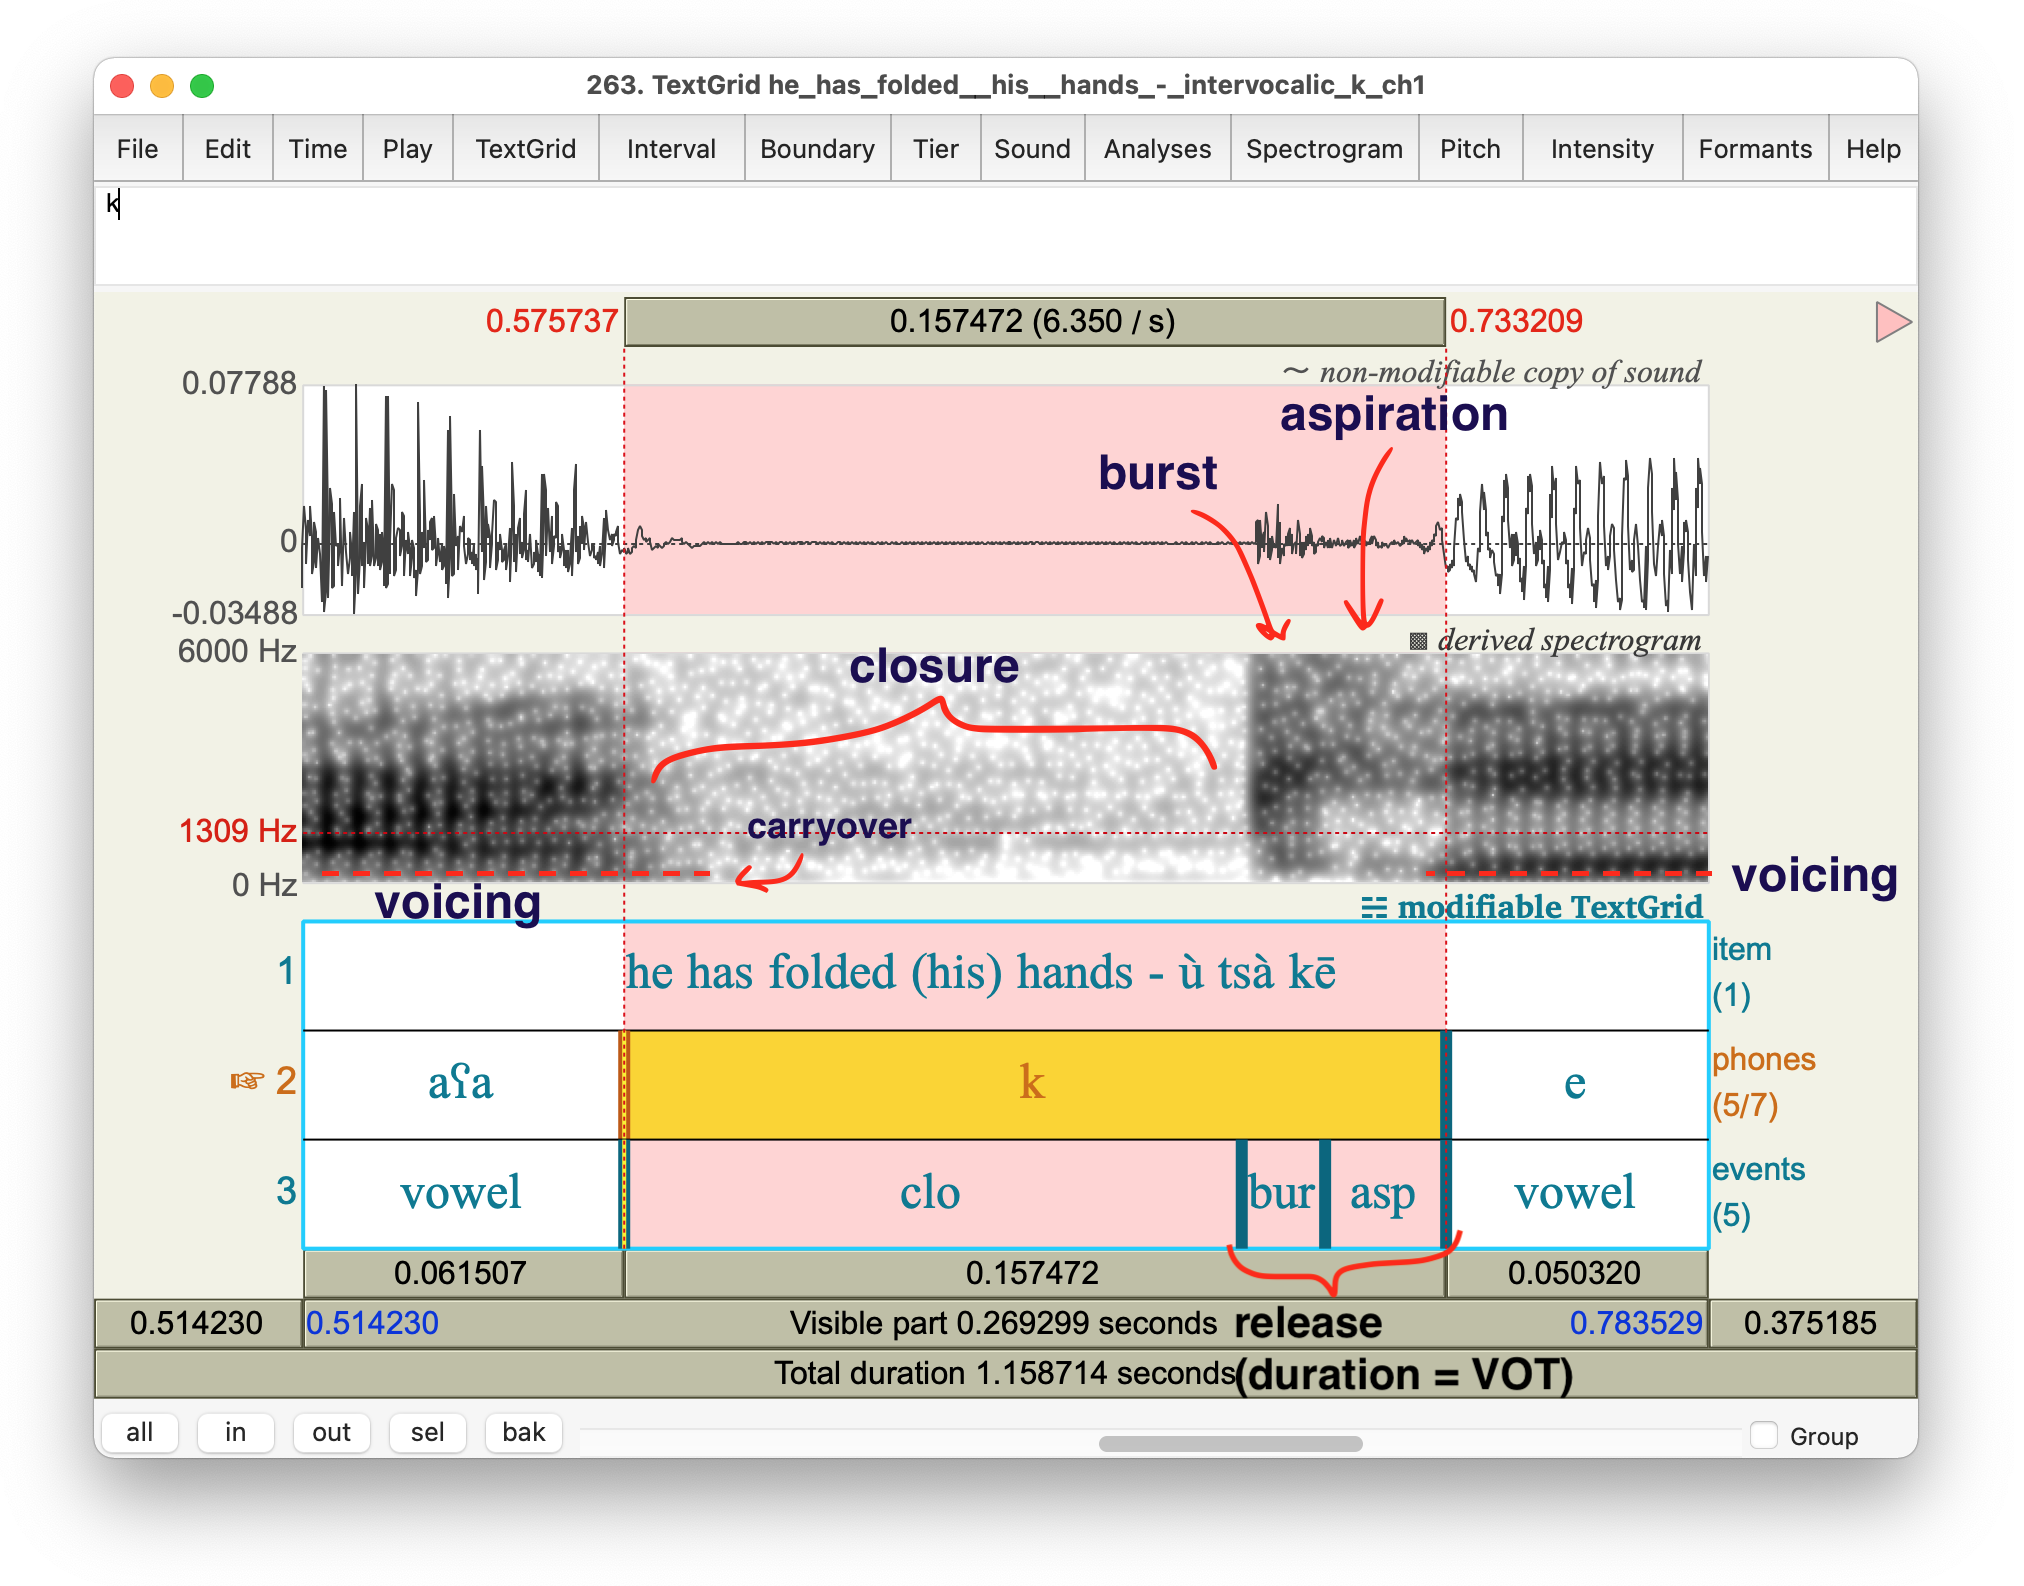 263. TextGrid he_has_folded__his__hands_-_intervocalic_k_ch1
File Edit Time Play TextGrid Interval Boundary Tier Sound Analyses Spectrogram Pitch Intensity Formants Help
k
0.575737 0.157472 (6.350 / s) 0.733209
~ non-modifiable copy of sound
0.07788
aspiration
burst
0
-0.03488
derived spectrogram
6000 Hz
closure
1309 Hz
carryover
0 Hz
voicing
voicing
modifiable TextGrid
1 he has folded (his) hands - ù tsà kē item
(1)
☞ 2 aʕa k e phones
(5/7)
3 vowel clo bur asp vowel events
(5)
0.061507 0.157472 0.050320
0.514230 0.514230 Visible part 0.269299 seconds release 0.783529 0.375185
Total duration 1.158714 seconds (duration = VOT)
all in out sel bak Group